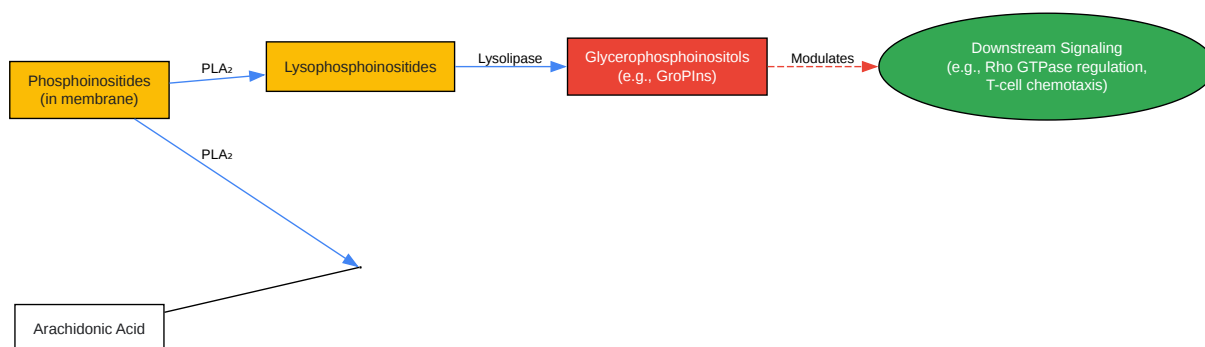 Phosphoinositides
(in membrane)
PLA₂
Lysophosphoinositides
Lysolipase
Glycerophosphoinositols
(e.g., GroPIns)
Modulates
Downstream Signaling
(e.g., Rho GTPase regulation,
T-cell chemotaxis)
PLA₂
Arachidonic Acid